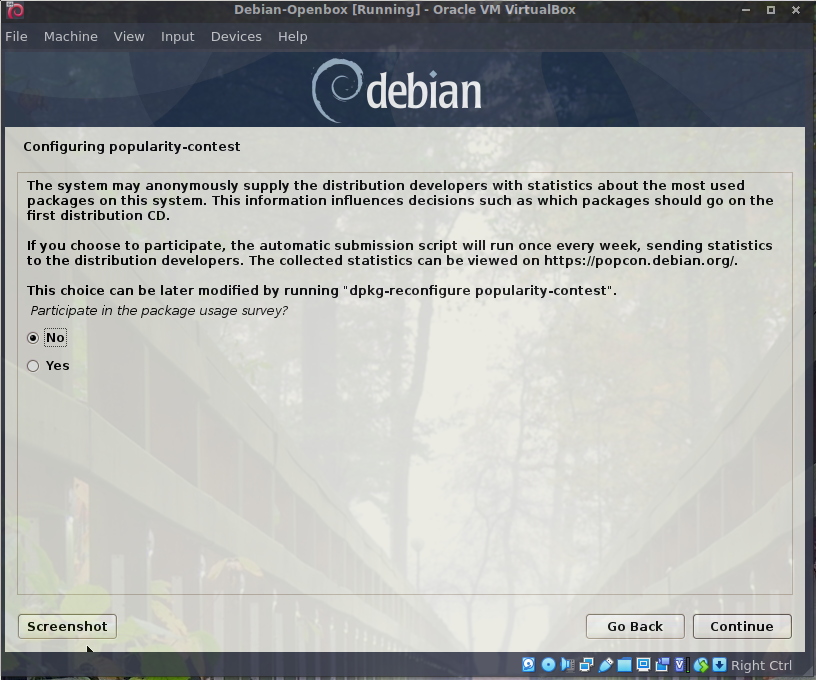 Debian-Openbox [Running] - Oracle VM VirtualBox
File Machine View Input Devices Help
debian
Configuring popularity-contest
The system may anonymously supply the distribution developers with statistics about the most used
packages on this system. This information influences decisions such as which packages should go on the
first distribution CD.
If you choose to participate, the automatic submission script will run once every week, sending statistics
to the distribution developers. The collected statistics can be viewed on https://popcon.debian.org/.
This choice can be later modified by running "dpkg-reconfigure popularity-contest".
Participate in the package usage survey?
No
Yes
Screenshot Go Back Continue
Right Ctrl